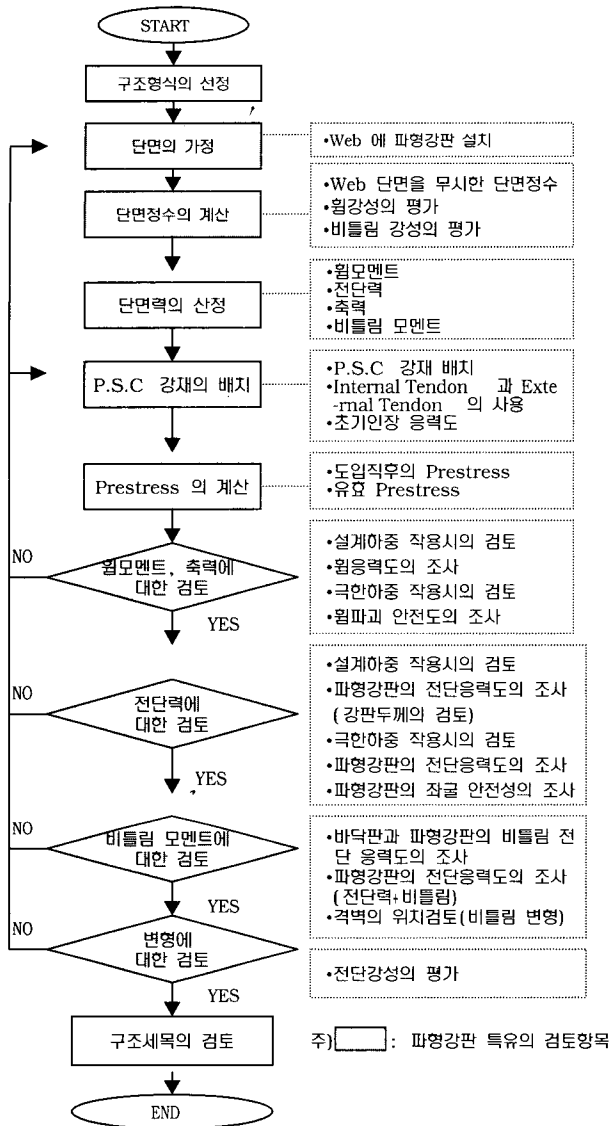 START
구조형식의 선정
단면의 가정
•Web 에 파형강판 설치
단면정수의 계산
•Web 단면을 무시한 단면정수
•휨강성의 평가
•비틀림 강성의 평가
단면력의 산정
•휨모멘트
•전단력
•축력
•비틀림 모멘트
P.S.C 강재의 배치
•P.S.C 강재 배치
•Internal Tendon 과 Exte
-rnal Tendon 의 사용
•초기인장 응력도
Prestress 의 계산
•도입직후의 Prestress
•유효 Prestress
NO
휨모멘트, 축력에
대한 검토
YES
•설계하중 작용시의 검토
•휨응력도의 조사
•극한하중 작용시의 검토
•휨파괴 안전도의 조사
NO
전단력에
대한 검토
YES
•설계하중 작용시의 검토
•파형강판의 전단응력도의 조사
(강판두께의 검토)
•극한하중 작용시의 검토
•파형강판의 전단응력도의 조사
•파형강판의 좌굴 안전성의 조사
비틀림 모멘트에
대한 검토
YES
•바닥판과 파형강판의 비틀림 전
단 응력도의 조사
•파형강판의 전단응력도의 조사
(전단력+비틀림)
•격벽의 위치검토(비틀림 변형)
NO
변형에
대한 검토
YES
•전단강성의 평가
구조세목의 검토
주) : 파형강판 특유의 검토항목
END